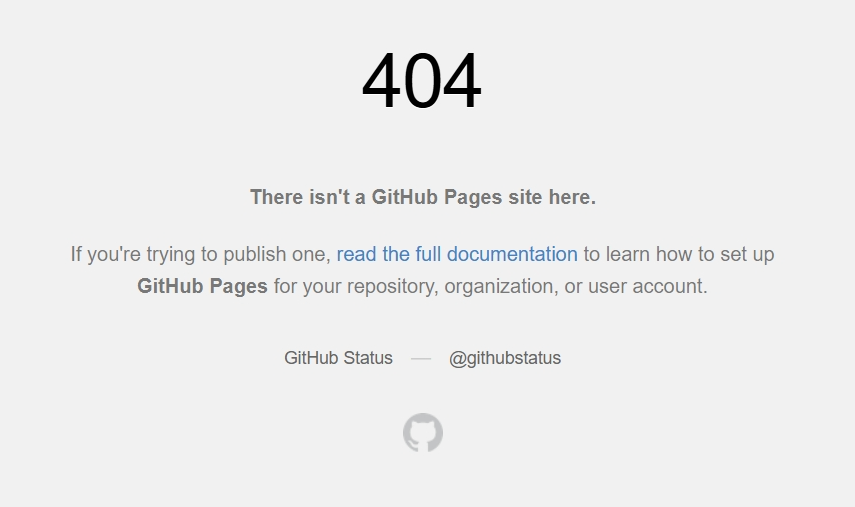 404
There isn't a GitHub Pages site here.
If you're trying to publish one, read the full documentation to learn how to set up
GitHub Pages for your repository, organization, or user account.
GitHub Status — @githubstatus